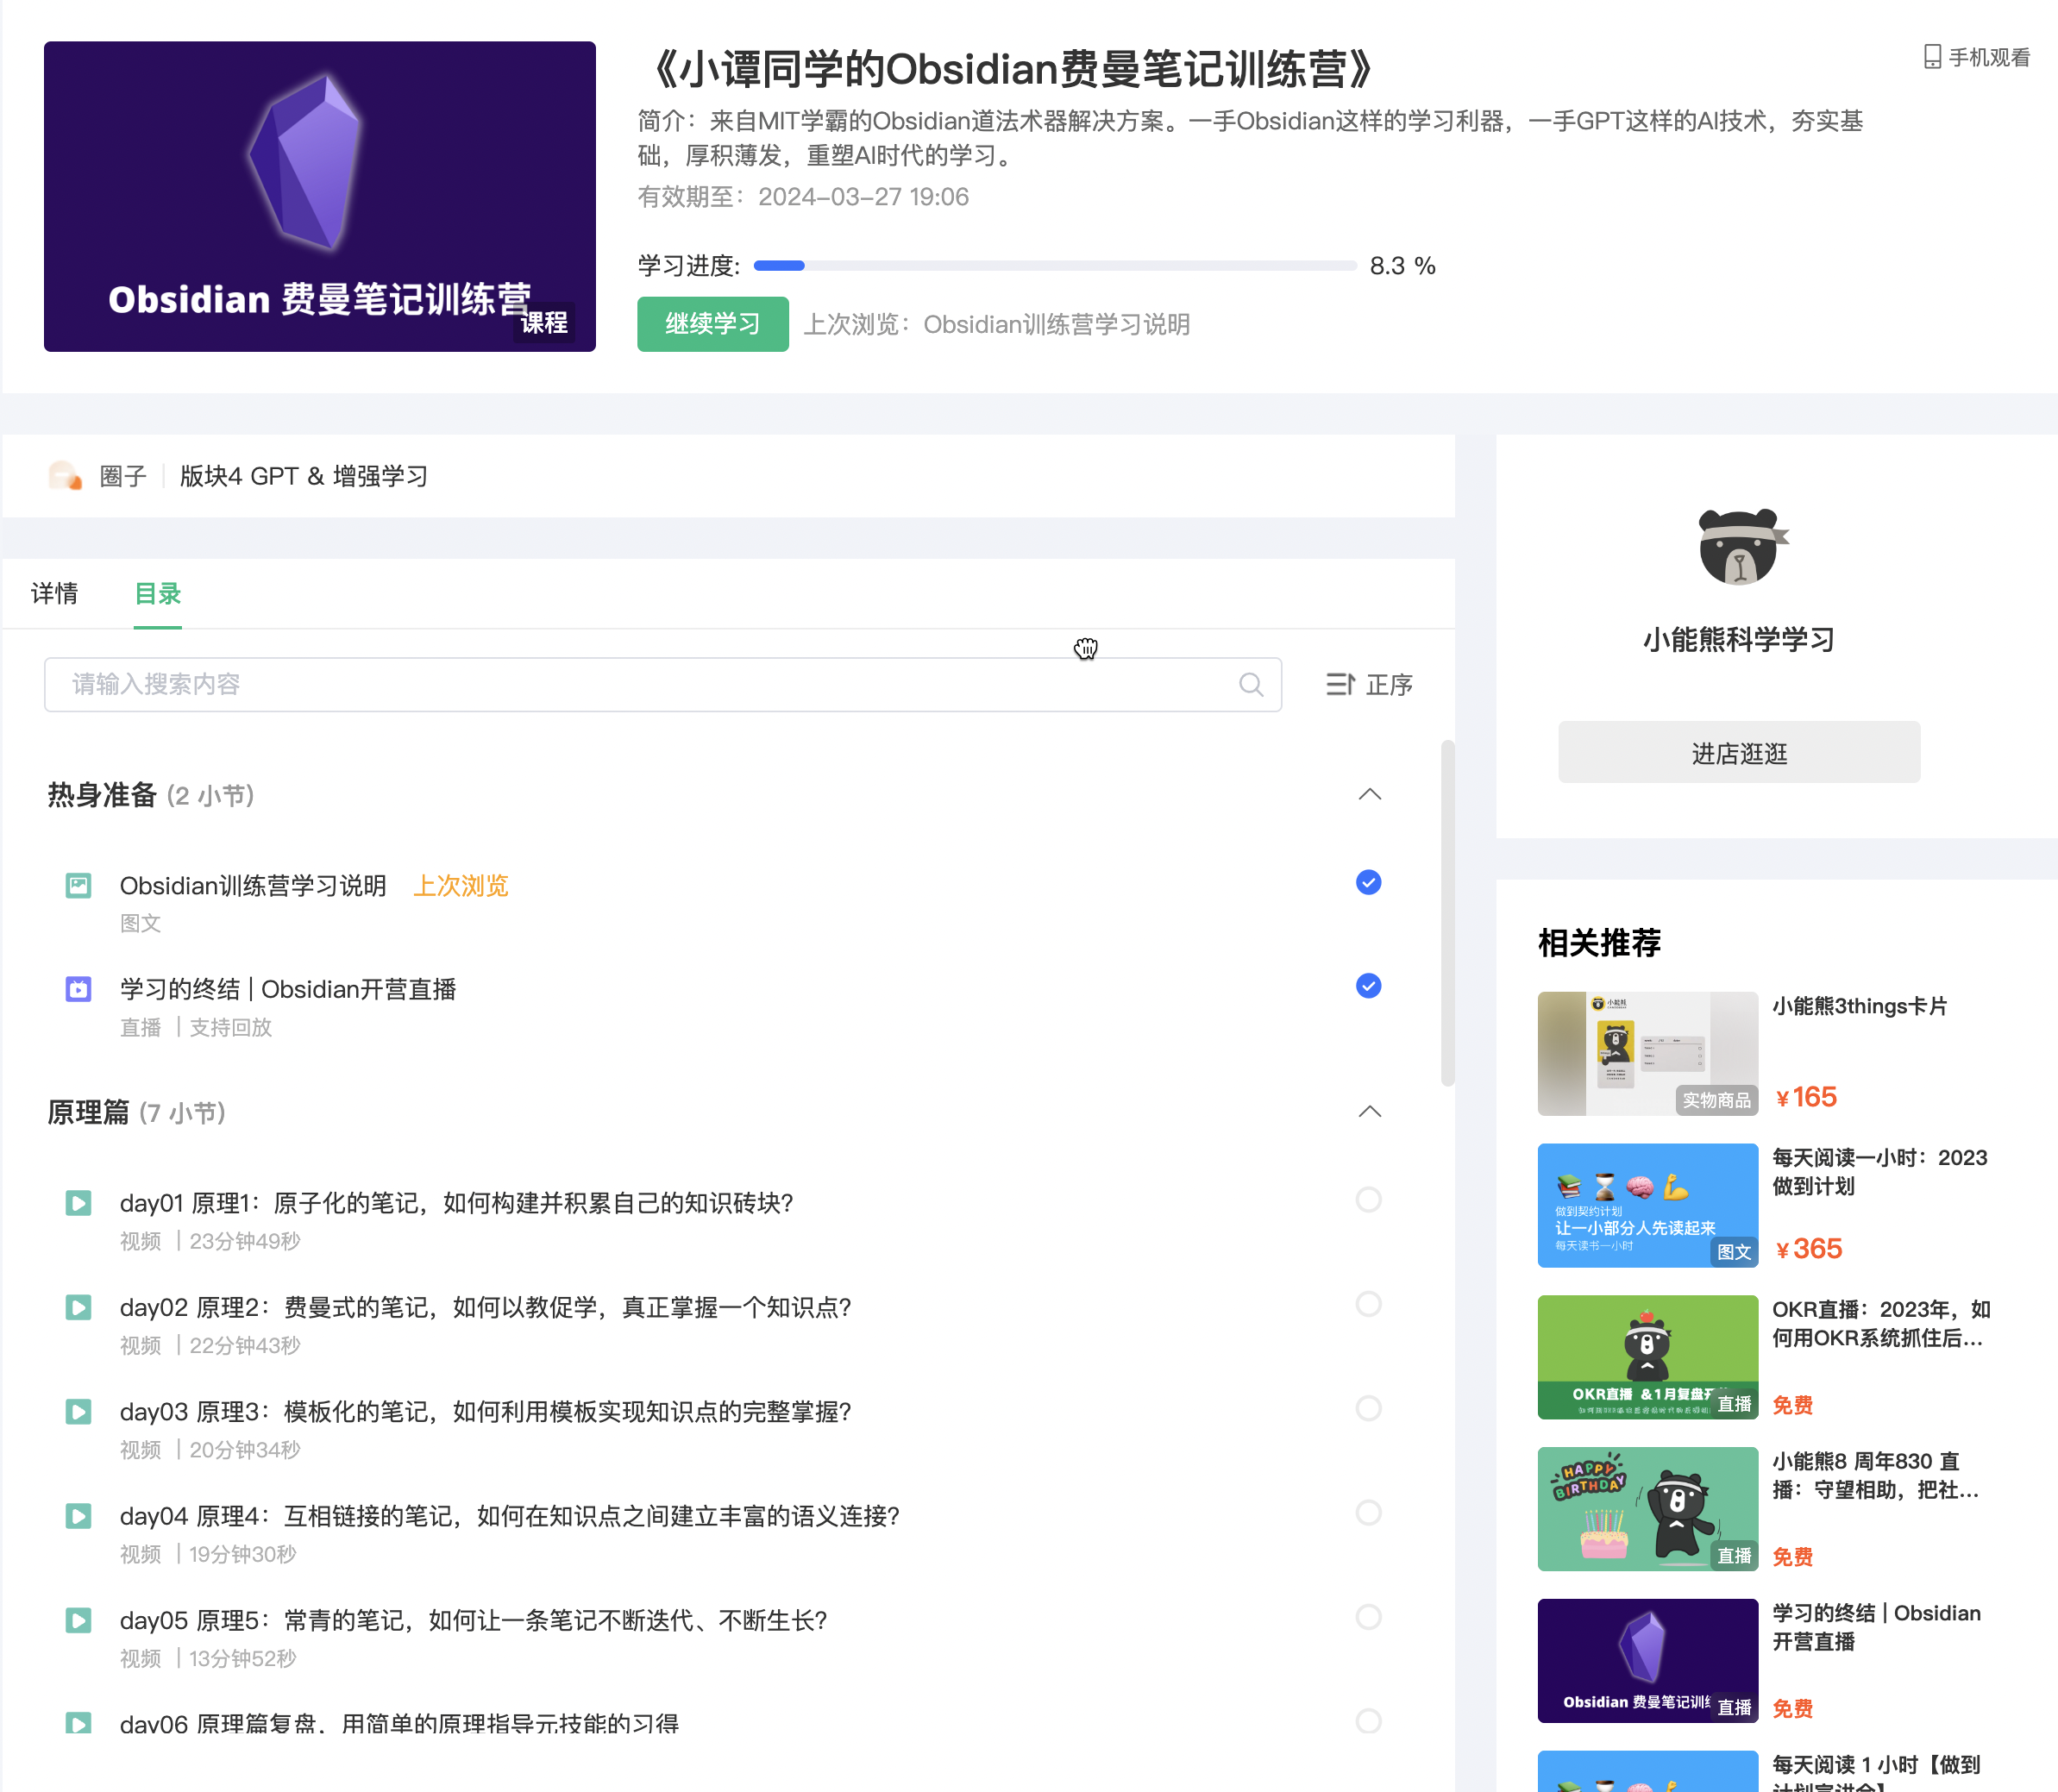 《小谭同学的Obsidian费曼笔记训练营》
手机观看
简介：来自MIT学霸的Obsidian道法术器解决方案。一手Obsidian这样的学习利器，一手GPT这样的AI技术，夯实基
础，厚积薄发，重塑AI时代的学习。
有效期至：2024-03-27 19:06
Obsidian 费曼笔记训练营
课程
学习进度: 8.3 %
继续学习 上次浏览：Obsidian训练营学习说明
圈子 版块4 GPT & 增强学习
详情 目录
请输入搜索内容 正序
热身准备 (2 小节)
Obsidian训练营学习说明 上次浏览
图文
学习的终结 | Obsidian开营直播
直播 | 支持回放
原理篇 (7 小节)
day01 原理1：原子化的笔记，如何构建并积累自己的知识砖块？
视频 | 23分钟49秒
day02 原理2：费曼式的笔记，如何以教促学，真正掌握一个知识点？
视频 | 22分钟43秒
day03 原理3：模板化的笔记，如何利用模板实现知识点的完整掌握？
视频 | 20分钟34秒
day04 原理4：互相链接的笔记，如何在知识点之间建立丰富的语义连接？
视频 | 19分钟30秒
day05 原理5：常青的笔记，如何让一条笔记不断迭代、不断生长？
视频 | 13分钟52秒
day06 原理篇复盘，用简单的原理指导元技能的习得
小能熊科学学习
进店逛逛
相关推荐
小能熊
实物商品
小能熊3things卡片
¥165
做到契约计划
让一小部分人先读起来
每天读书一小时
图文
每天阅读一小时：2023
做到计划
¥365
OKR直播 &1月复盘
直播
OKR直播：2023年，如
何用OKR系统抓住后...
免费
HAPPY
BIRTHDAY
直播
小能熊8 周年830 直
播：守望相助，把社...
免费
Obsidian 费曼笔记训
直播
学习的终结 | Obsidian
开营直播
免费
每天阅读 1 小时【做到
计划宣讲会】